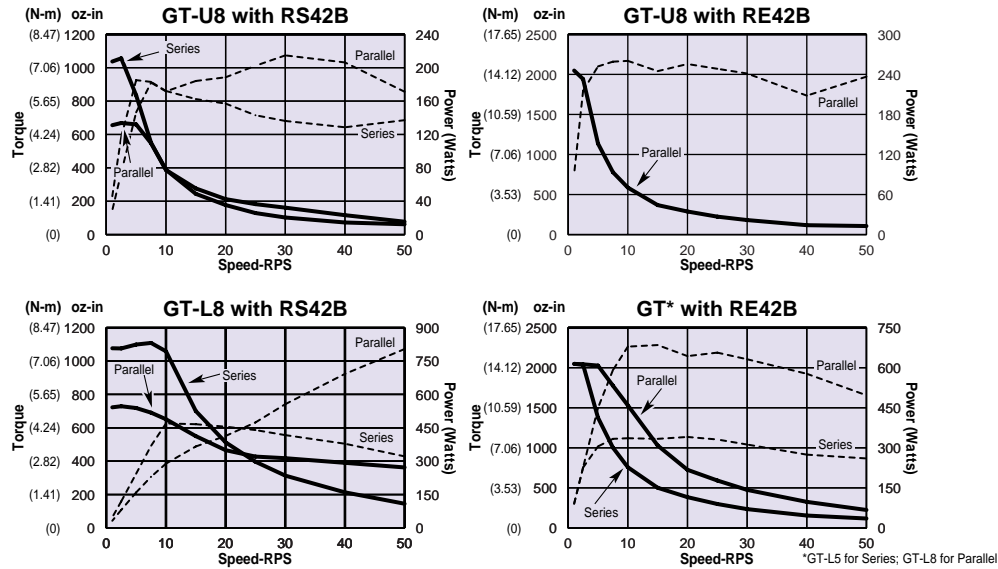 GT-U8 with RS42B
(N-m) oz-in
(8.47) 1200
(7.06) 1000
(5.65) 800
(4.24) 600
(2.82) 400
(1.41) 200
(0) 0
Torque
240
200
160
120
80
40
0
Power (Watts)
Series
Parallel
Parallel
Series
0 10 20 30 40 50
Speed-RPS
GT-U8 with RE42B
(N-m) oz-in
(17.65) 2500
(14.12) 2000
(10.59) 1500
(7.06) 1000
(3.53) 500
(0) 0
Torque
300
240
180
120
60
0
Power (Watts)
Parallel
Parallel
0 10 20 30 40 50
Speed-RPS
GT-L8 with RS42B
(N-m) oz-in
(8.47) 1200
(7.06) 1000
(5.65) 800
(4.24) 600
(2.82) 400
(1.41) 200
(0) 0
Torque
900
750
600
450
300
150
0
Power (Watts)
Parallel
Parallel
Series
Series
0 10 20 30 40 50
Speed-RPS
GT* with RE42B
(N-m) oz-in
(17.65) 2500
(14.12) 2000
(10.59) 1500
(7.06) 1000
(3.53) 500
(0) 0
Torque
750
600
450
300
150
0
Power (Watts)
Parallel
Parallel
Series
Series
0 10 20 30 40 50
Speed-RPS
*GT-L5 for Series; GT-L8 for Parallel